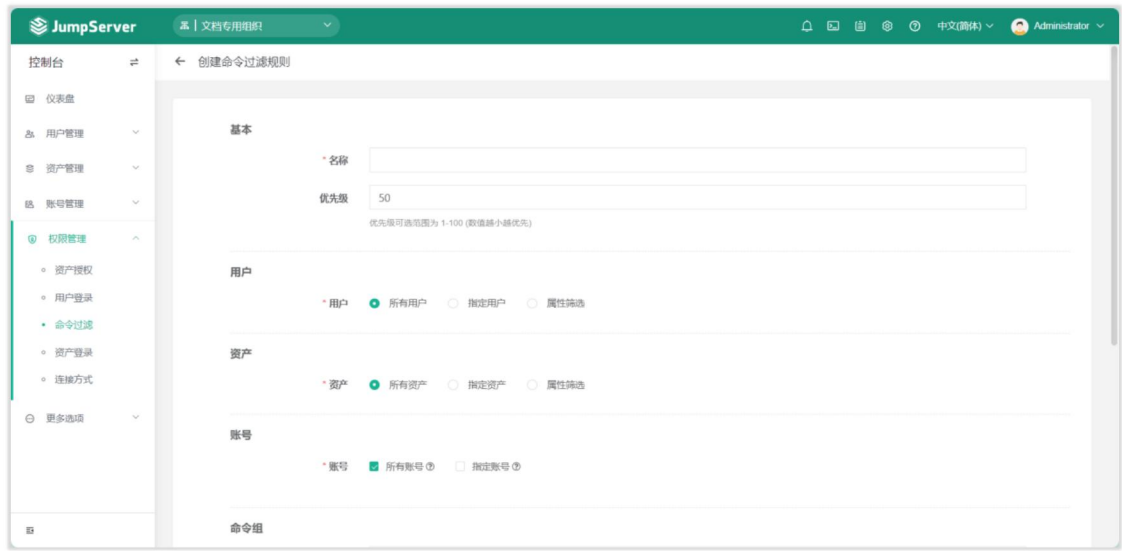 JumpServer
文档专用组织
中文(简体)
Administrator
控制台
创建命令过滤规则
仪表盘
用户管理
资产管理
账号管理
权限管理
资产授权
用户登录
命令过滤
资产登录
连接方式
更多选项
基本
* 名称
优先级 50
优先级可选范围为 1-100 (数值越小越优先)
用户
* 用户 所有用户 指定用户 属性筛选
资产
* 资产 所有资产 指定资产 属性筛选
账号
* 账号 所有账号 指定账号
命令组